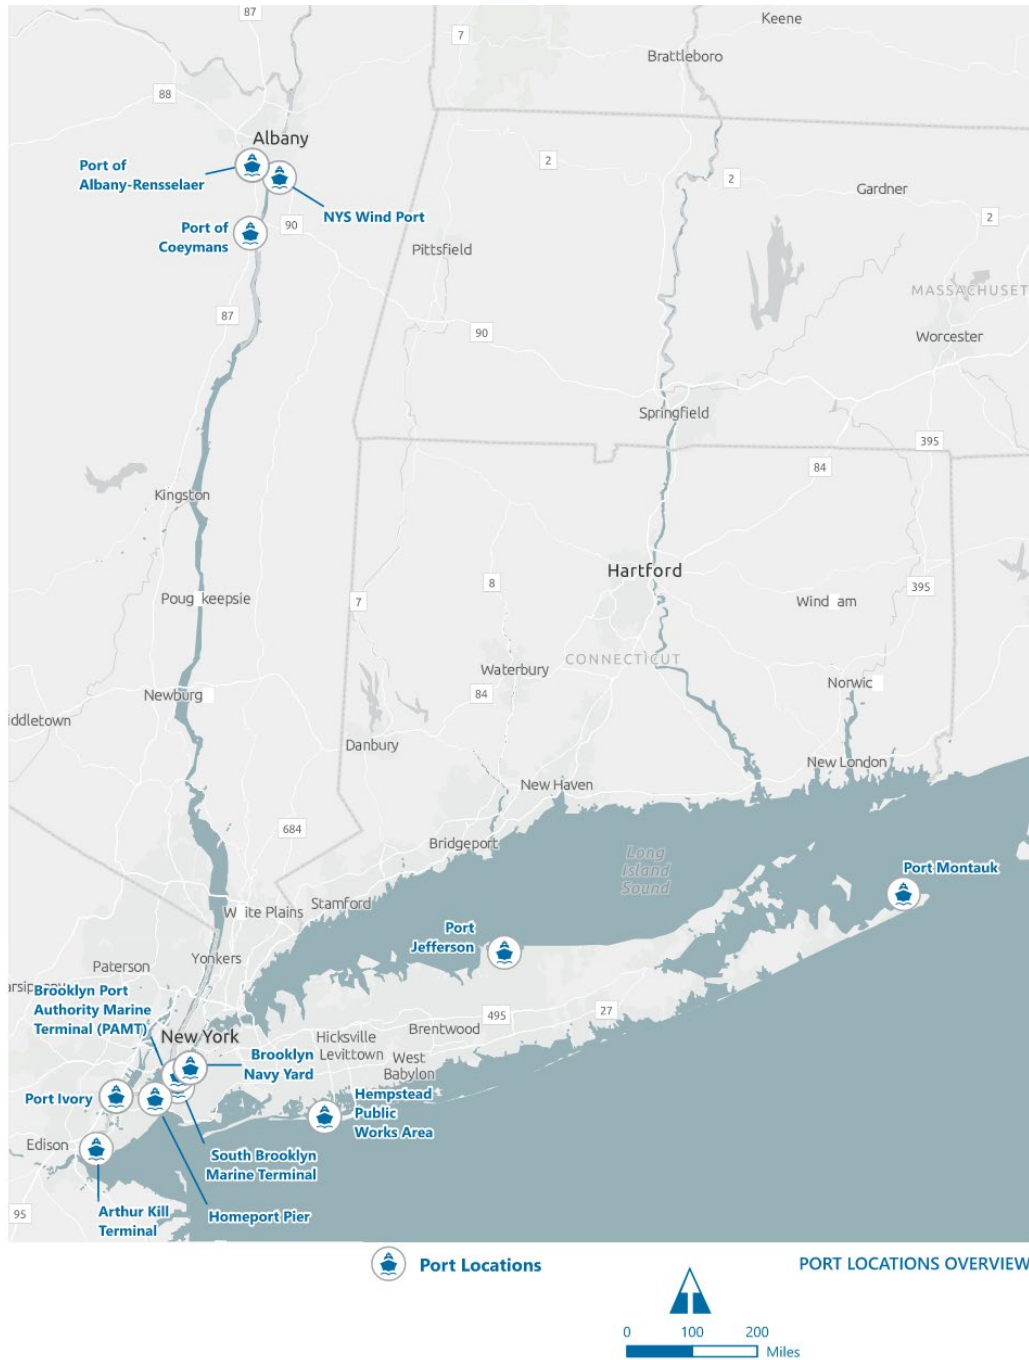 87
Keene
7
Brattleboro
88
Albany
Port of
Albany-Rensselaer
2
2
Gardner
NYS Wind Port
2
Port of
Coeymans
90
Pittsfield
MASSACHUSET
87
90
Worcester
Springfield
395
84
Kingston
Hartford
8
395
7
Poug keepsie
Wind am
CONNECTICUT
Waterbury
84
Norwic
Newburg
iddletown
Danbury
New London
New Haven
684
Bridgeport
Long
Island
Sound
Port Montauk
W ite Plains
Stamford
Port
Jefferson
Yonkers
Paterson
arsippany
Brooklyn Port
Authority Marine
Terminal (PAMT)
495
27
New York
Hicksville
Brentwood
Levittown
West
Babylon
Brooklyn
Navy Yard
Port Ivory
Hempstead
Public
Works Area
Edison
South Brooklyn
Marine Terminal
95
Arthur Kill
Terminal
Homeport Pier
Port Locations
PORT LOCATIONS OVERVIEW
0 100 200
Miles